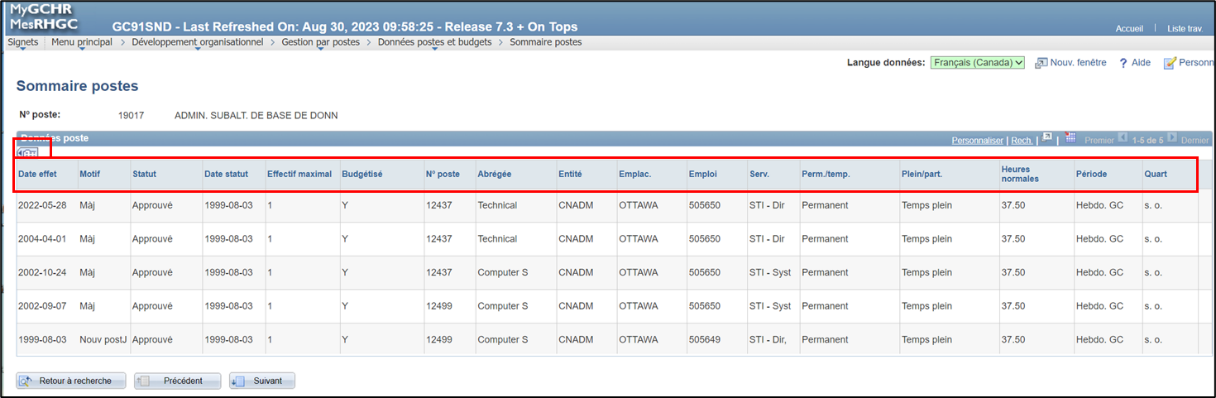 MyGCHR
MesRHGC GC91SND - Last Refreshed On: Aug 30, 2023 09:58:25 - Release 7.3 + On Tops Accueil | Liste trav.
Signets Menu principal > Développement organisationnel > Gestion par postes > Données postes et budgets > Sommaire postes
Langue données: Français (Canada) Nouv. fenêtre ? Aide Personn
Sommaire postes
Nº poste: 19017 ADMIN. SUBALT. DE BASE DE DONN
Données poste Personnaliser | Rech. | | Premier 1-5 de 5 Dernier
Date effet Motif Statut Date statut Effectif maximal Budgétisé Nº poste Abrégée Entité Emplac. Emploi Serv. Perm./temp. Plein/part. Heures normales Période Quart
2022-05-28 Màj Approuvé 1999-08-03 1 Y 12437 Technical CNADM OTTAWA 505650 STI - Dir Permanent Temps plein 37.50 Hebdo. GC s. o.
2004-04-01 Màj Approuvé 1999-08-03 1 Y 12437 Technical CNADM OTTAWA 505650 STI - Dir Permanent Temps plein 37.50 Hebdo. GC s. o.
2002-10-24 Màj Approuvé 1999-08-03 1 Y 12437 Computer S CNADM OTTAWA 505650 STI - Syst Permanent Temps plein 37.50 Hebdo. GC s. o.
2002-09-07 Màj Approuvé 1999-08-03 1 Y 12499 Computer S CNADM OTTAWA 505650 STI - Syst Permanent Temps plein 37.50 Hebdo. GC s. o.
1999-08-03 Nouv postJ Approuvé 1999-08-03 1 Y 12499 Computer S CNADM OTTAWA 505649 STI - Dir, Permanent Temps plein 37.50 Hebdo. GC s. o.
Retour à recherche Précédent Suivant